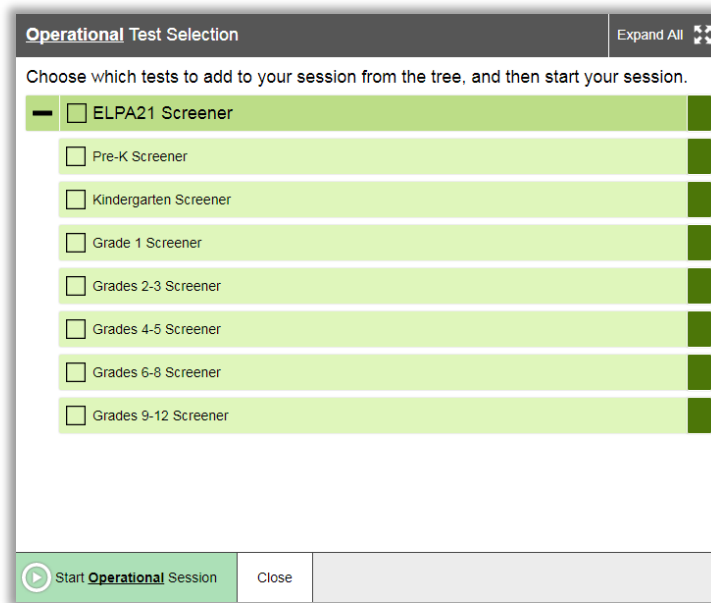 Operational Test Selection
Expand All
Choose which tests to add to your session from the tree, and then start your session.
ELPA21 Screener
Pre-K Screener
Kindergarten Screener
Grade 1 Screener
Grades 2-3 Screener
Grades 4-5 Screener
Grades 6-8 Screener
Grades 9-12 Screener
Start Operational Session
Close